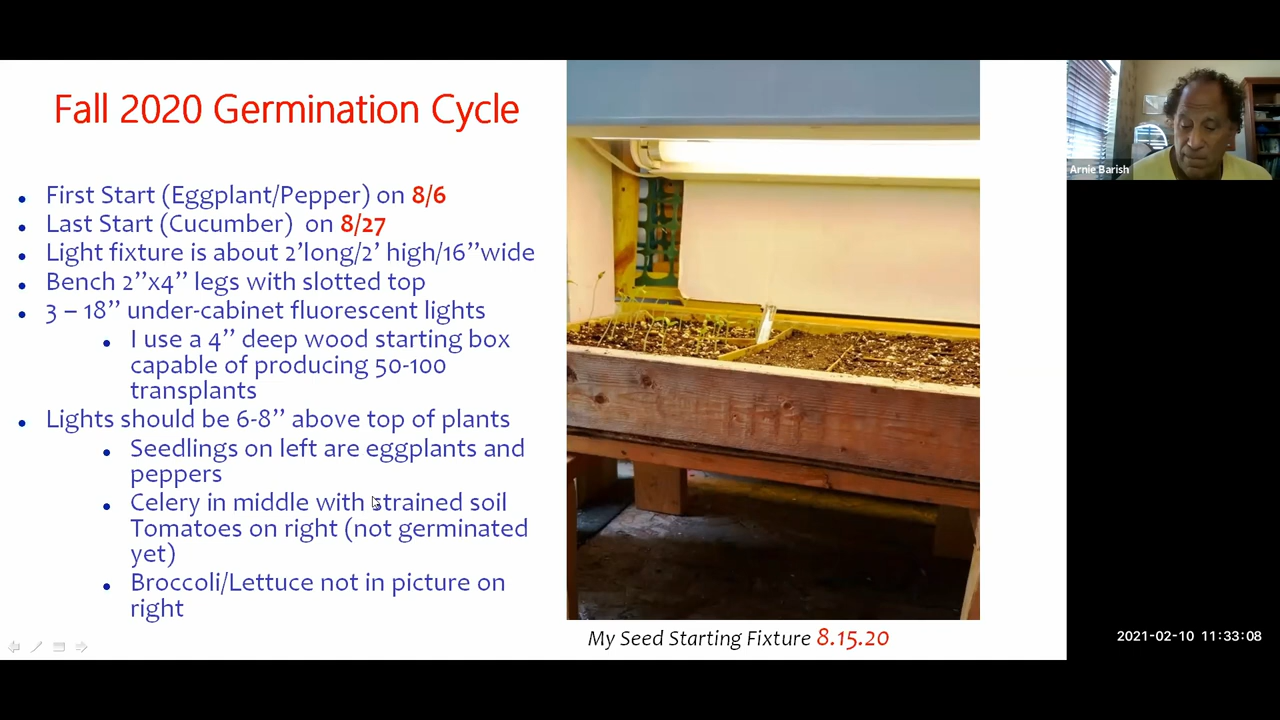 Fall 2020 Germination Cycle
First Start (Eggplant/Pepper) on 8/6
Last Start (Cucumber) on 8/27
Light fixture is about 2’long/2’ high/16”wide
Bench 2”x4” legs with slotted top
3 – 18” under-cabinet fluorescent lights
I use a 4” deep wood starting box
capable of producing 50-100
transplants
Lights should be 6-8” above top of plants
Seedlings on left are eggplants and
peppers
Celery in middle with strained soil
Tomatoes on right (not germinated
yet)
Broccoli/Lettuce not in picture on
right
My Seed Starting Fixture 8.15.20
Arnie Barish
2021-02-10 11:33:08